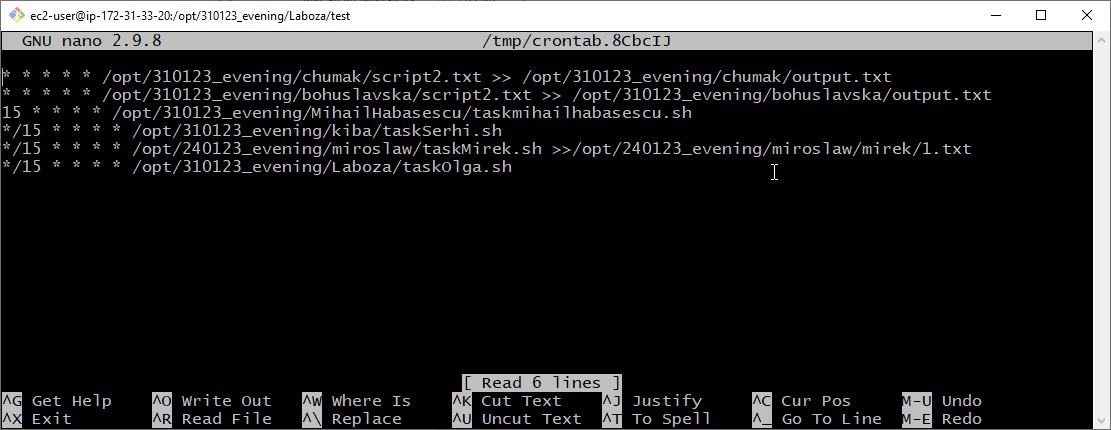 ec2-user@ip-172-31-33-20:/opt/310123_evening/Laboza/test
GNU nano 2.9.8 /tmp/crontab.8CbcIJ
* * * * * /opt/310123_evening/chumak/script2.txt >> /opt/310123_evening/chumak/output.txt
* * * * * /opt/310123_evening/bohuslavska/script2.txt >> /opt/310123_evening/bohuslavska/output.txt
15 * * * * /opt/310123_evening/MihailHabasescu/taskmihailhabasescu.sh
*/15 * * * * /opt/310123_evening/kiba/taskSerhi.sh
*/15 * * * * /opt/240123_evening/miroslaw/taskMirek.sh >>/opt/240123_evening/miroslaw/mirek/1.txt
*/15 * * * * /opt/310123_evening/Laboza/taskOlga.sh
[ Read 6 lines ]
^G Get Help ^O Write Out ^W Where Is ^K Cut Text ^J Justify ^C Cur Pos M-U Undo
^X Exit ^R Read File ^\ Replace ^U Uncut Text ^T To Spell ^_ Go To Line M-E Redo